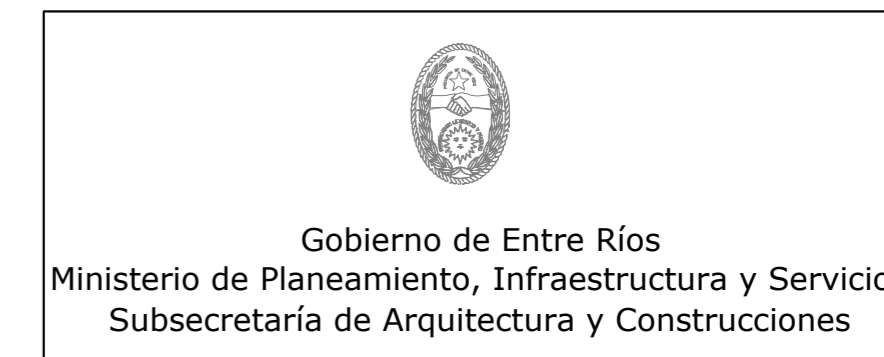 Gobierno de Entre Ríos
Ministerio de Planeamiento, Infraestructura y Servicio
Subsecretaría de Arquitectura y Construcciones